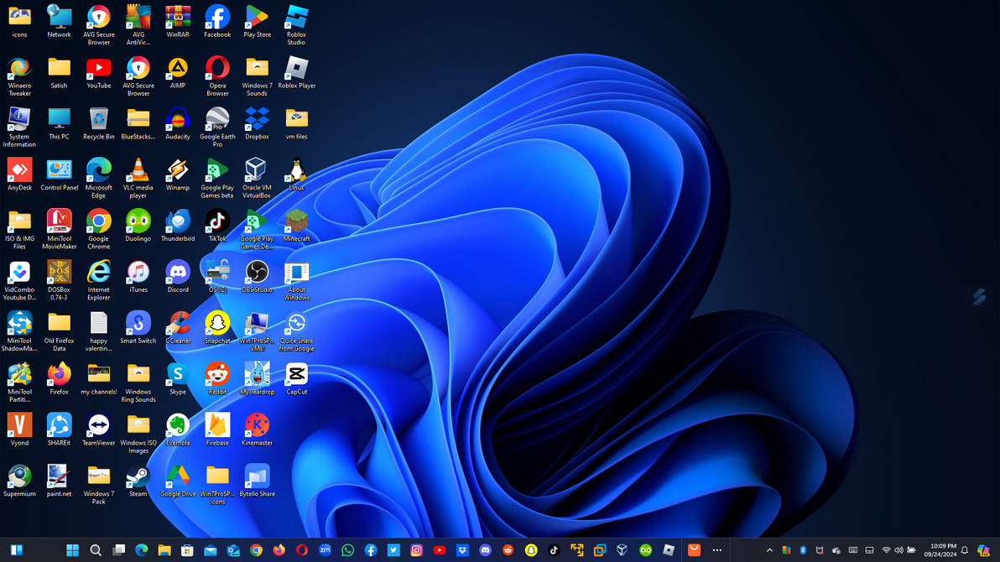 icons
Network
AVG Secure
Browser
AVG
AntiVir...
WinRAR
Facebook
Play Store
Roblox
Studio
Winaero
Tweaker
Satish
YouTube
AVG Secure
Browser
AIMP
Opera
Browser
Windows 7
Sounds
Roblox Player
System
Information
This PC
Recycle Bin
BlueStacks...
Audacity
Pro
Google Earth
Pro
Dropbox
vm files
AnyDesk
Control Panel
Microsoft
Edge
VLC media
player
Winamp
Google Play
Games beta
Oracle VM
VirtualBox
Linux
ISO & IMG
Files
MiniTool
MovieMaker
Google
Chrome
Duolingo
Thunderbird
TikTok
Google Play
Games De...
Minecraft
VidCombo
Youtube D...
DOSBox
0.74-3
Internet
Explorer
iTunes
Discord
OS (C)
OBS Studio
About
Windows
MiniTool
ShadowMa...
Old Firefox
Data
happy
valentin...
Smart Switch
CCleaner
Snapchat
Win7ProSP...
VMs!
Quick Share
from Google
MiniTool
Partiti...
Firefox
my channels!
Windows
Ring Sounds
Skype
Reddit
My Teardrop
CapCut
Vyond
SHAREit
TeamViewer
Windows ISO
Images
Evernote
Firebase
Kinemaster
Supermium
paint.net
Windows 7
Pack
Steam
Google Drive
Win7ProSP...
Icons
Bytello Share
zm
10:09 PM
09/24/2024